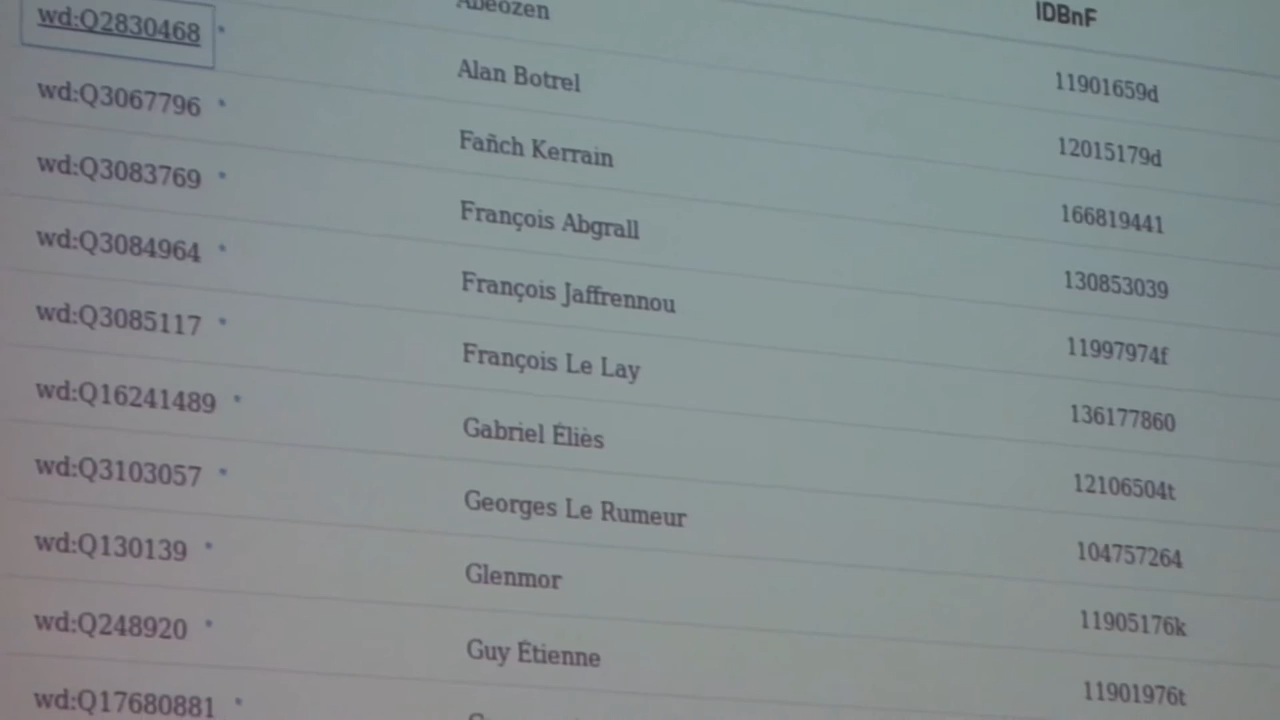 IDBnF
Abeozen 11901659d
wd:Q2830468 Alan Botrel 12015179d
wd:Q3067796 Fañch Kerrain 166819441
wd:Q3083769 François Abgrall 130853039
wd:Q3084964 François Jaffrennou 11997974f
wd:Q3085117 François Le Lay 136177860
wd:Q16241489 Gabriel Éliès 12106504t
wd:Q3103057 Georges Le Rumeur 104757264
wd:Q130139 Glenmor 11905176k
wd:Q248920 Guy Étienne 11901976t
wd:Q17680881